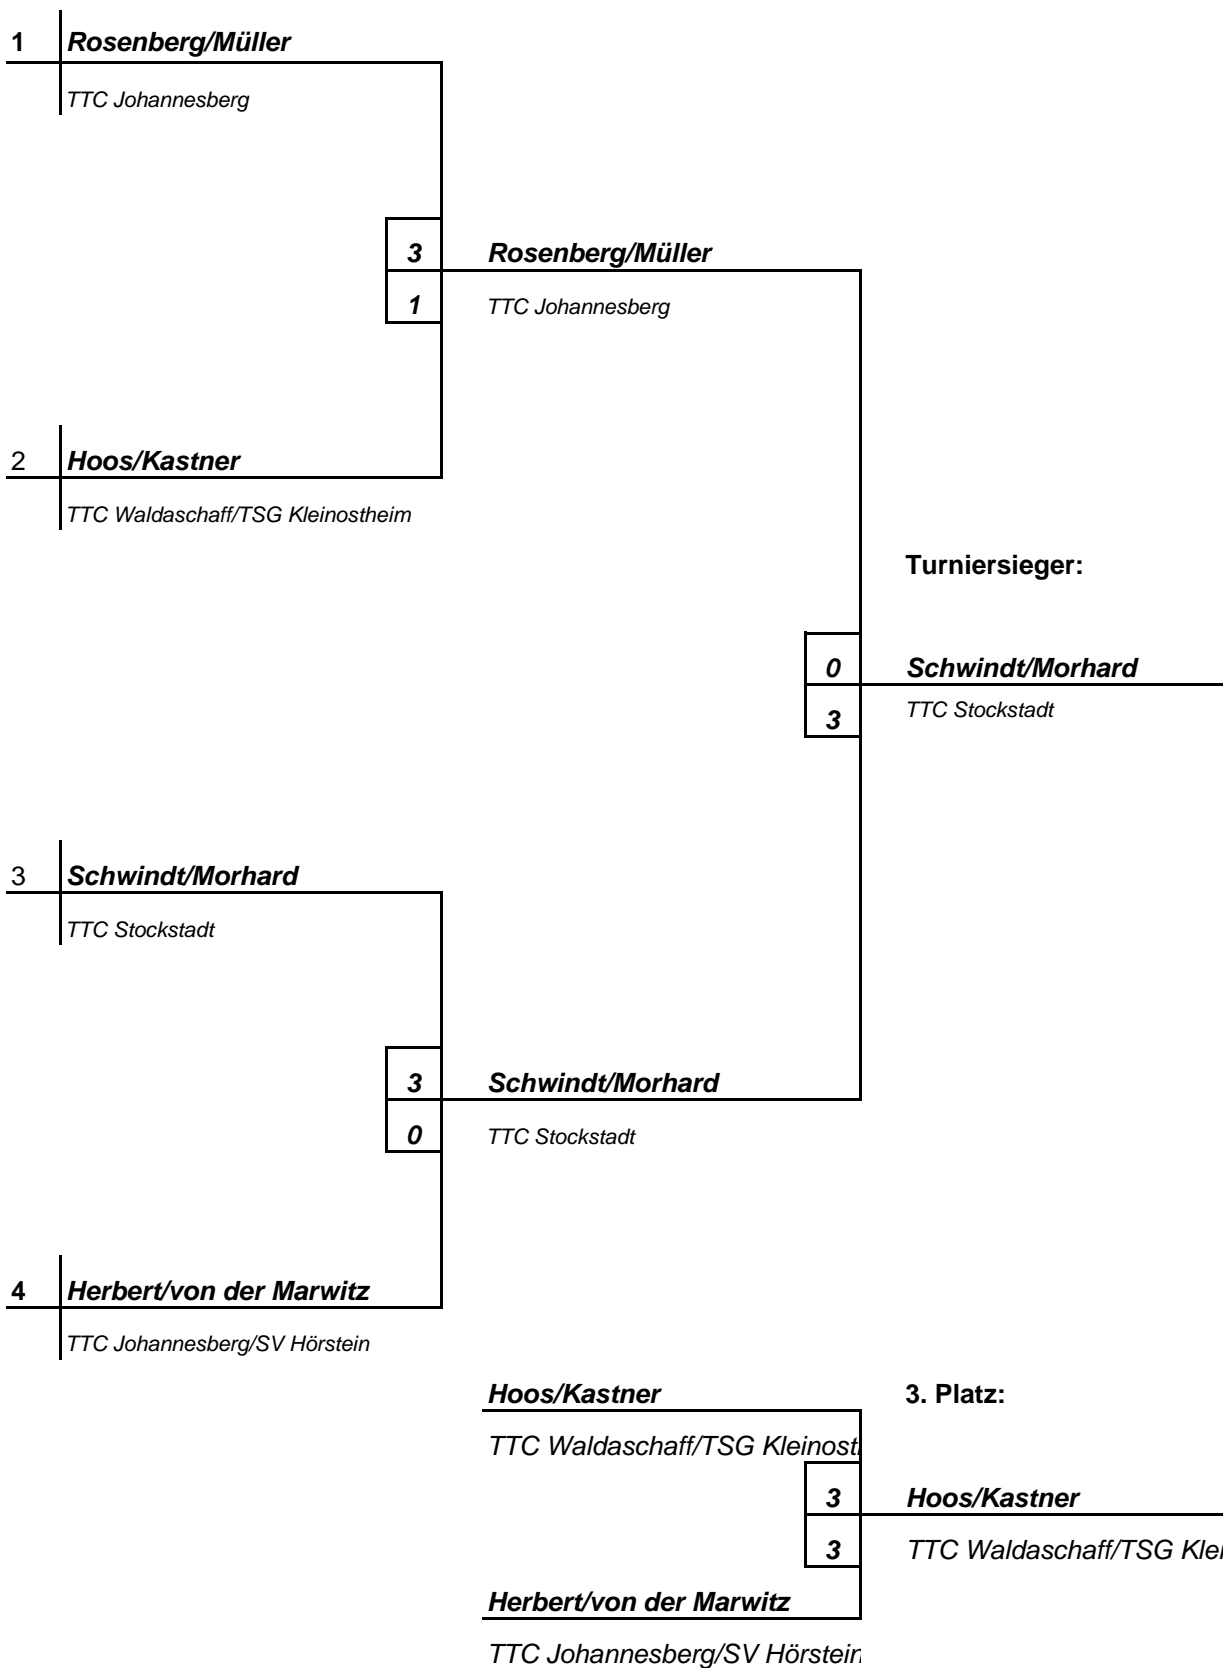 1 Rosenberg/Müller
TTC Johannesberg
3 Rosenberg/Müller
1 TTC Johannesberg
2 Hoos/Kastner
TTC Waldaschaff/TSG Kleinostheim
Turniersieger:
0 Schwindt/Morhard
3 TTC Stockstadt
3 Schwindt/Morhard
TTC Stockstadt
3 Schwindt/Morhard
0 TTC Stockstadt
4 Herbert/von der Marwitz
TTC Johannesberg/SV Hörstein
Hoos/Kastner 3. Platz:
TTC Waldaschaff/TSG Kleinost
3 Hoos/Kastner
3 TTC Waldaschaff/TSG Klei
Herbert/von der Marwitz
TTC Johannesberg/SV Hörstein